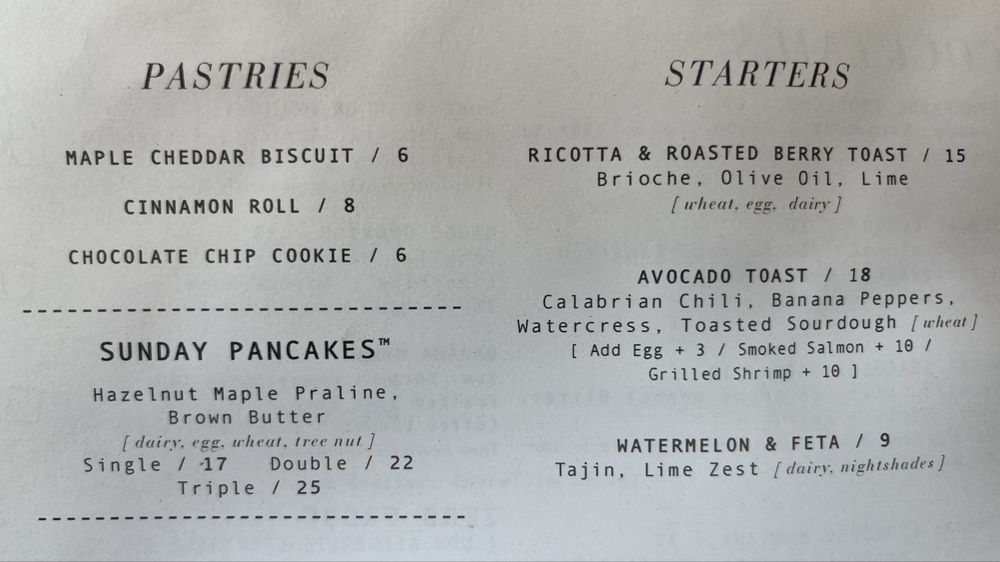 PASTRIES
MAPLE CHEDDAR BISCUIT / 6
CINNAMON ROLL / 8
CHOCOLATE CHIP COOKIE / 6
SUNDAY PANCAKES™
Hazelnut Maple Praline,
Brown Butter
[ dairy, egg, wheat, tree nut ]
Single / 17 Double / 22
Triple / 25
STARTERS
RICOTTA & ROASTED BERRY TOAST / 15
Brioche, Olive Oil, Lime
[ wheat, egg, dairy ]
AVOCADO TOAST / 18
Calabrian Chili, Banana Peppers,
Watercress, Toasted Sourdough [ wheat ]
[ Add Egg + 3 / Smoked Salmon + 10 /
Grilled Shrimp + 10 ]
WATERMELON & FETA / 9
Tajin, Lime Zest [ dairy, nightshades ]